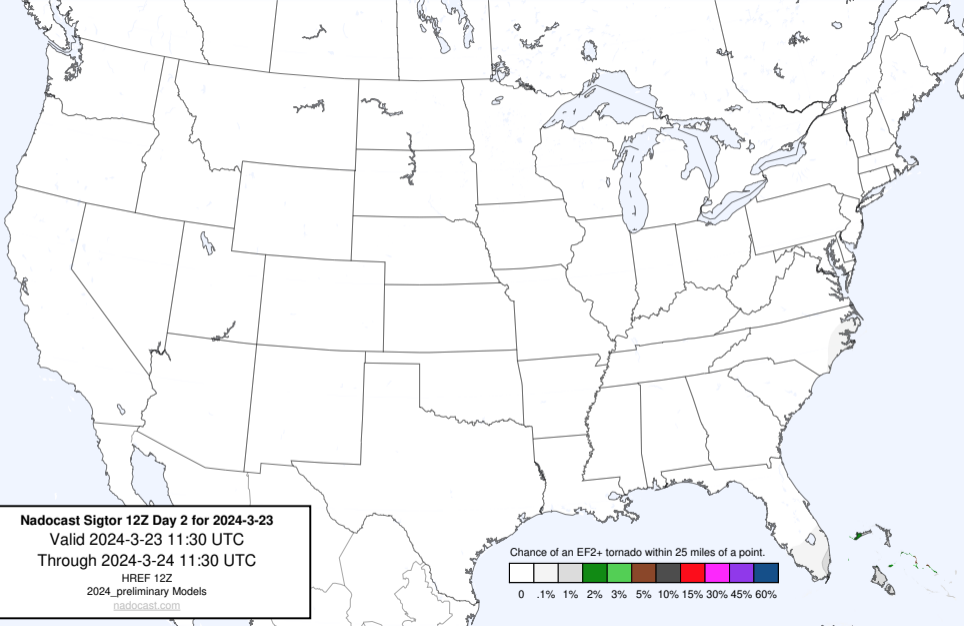 Nadocast Sigtor 12Z Day 2 for 2024-3-23
Valid 2024-3-23 11:30 UTC
Through 2024-3-24 11:30 UTC
HREF 12Z
2024_preliminary Models
nadocast.com
Chance of an EF2+ tornado within 25 miles of a point.
0 .1% 1% 2% 3% 5% 10% 15% 30% 45% 60%